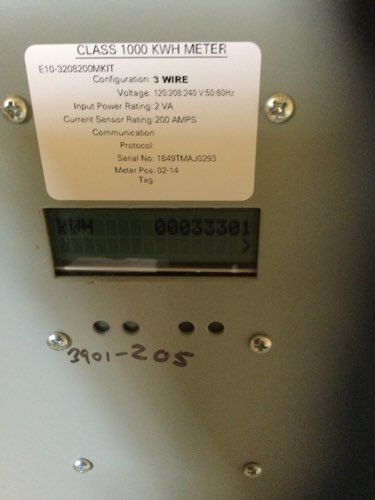 CLASS 1000 KWH METER
E10-3208200MKIT
Configuration: 3 WIRE
Voltage: 120:208:240 V:50:60Hz
Input Power Rating: 2 VA
Current Sensor Rating: 200 AMPS
Communication
Protocol:
Serial No. 1849TMAJ0293
Meter Pos: 02-14
Tag:
kWH 00033301
>
3901-205